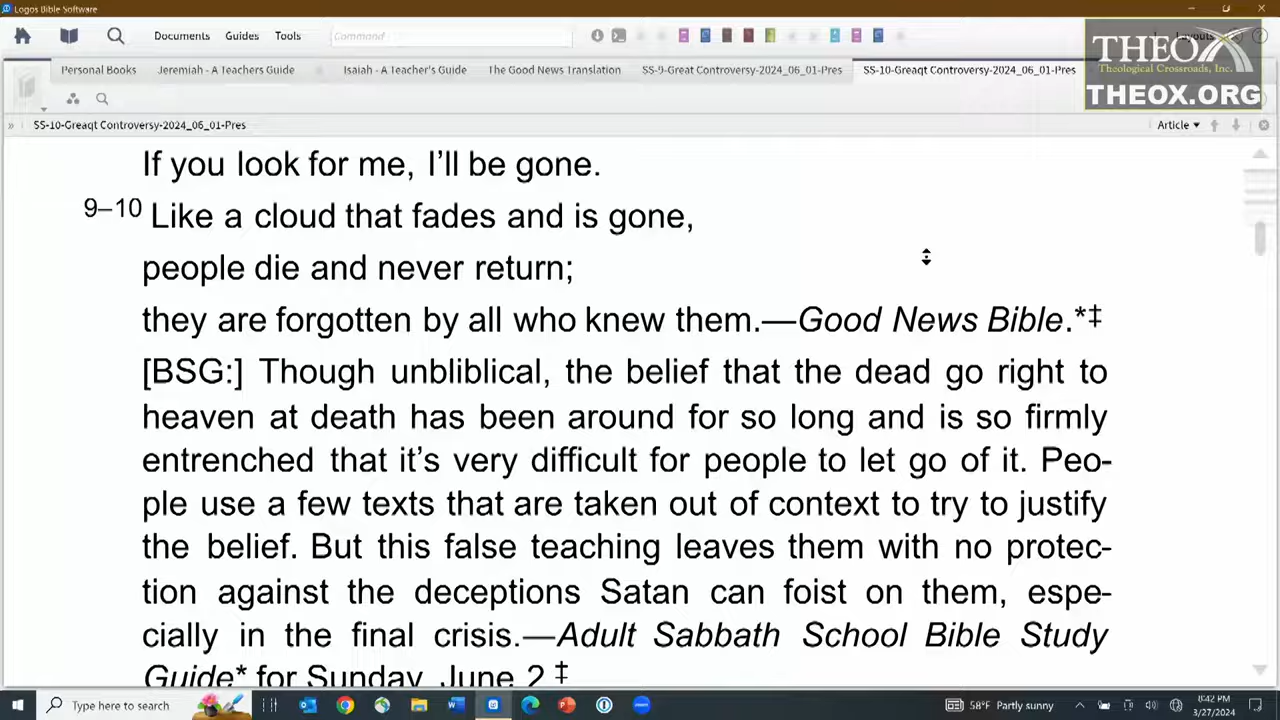 Logos Bible Software
Documents Guides Tools Command
THEOX
Theological Crossroads, Inc.
THEOX.ORG
Personal Books Jeremiah - A Teachers Guide Isaiah - A Teachers The Good News Translation SS-9-Great Controversy-2024_06_01-Pres SS-10-Greaqt Controversy-2024_06_01-Pres
SS-10-Greaqt Controversy-2024_06_01-Pres Article
If you look for me, I'll be gone.
9–10 Like a cloud that fades and is gone,
people die and never return;
they are forgotten by all who knew them.—Good News Bible.*‡
[BSG:] Though unbliblical, the belief that the dead go right to
heaven at death has been around for so long and is so firmly
entrenched that it's very difficult for people to let go of it. Peo-
ple use a few texts that are taken out of context to try to justify
the belief. But this false teaching leaves them with no protec-
tion against the deceptions Satan can foist on them, espe-
cially in the final crisis.—Adult Sabbath School Bible Study
Guide* for Sunday, June 2.‡
Type here to search
58°F Partly sunny
8:42 PM
3/27/2024